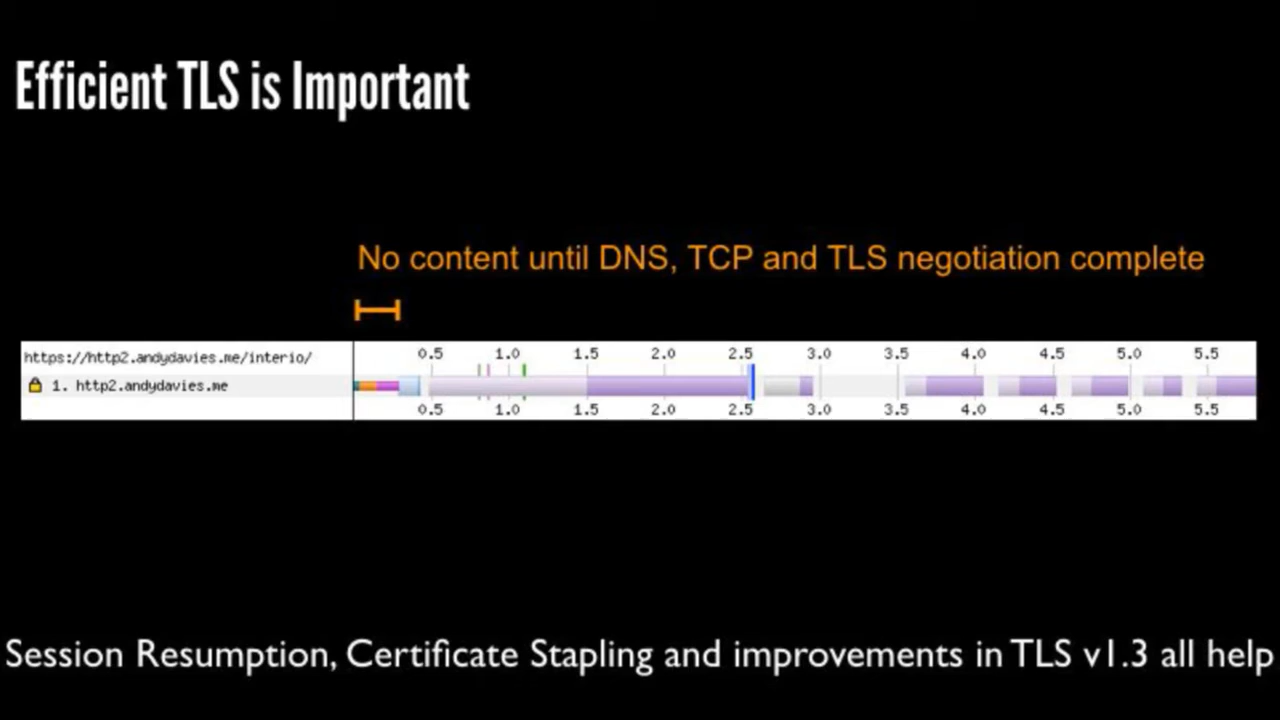 Efficient TLS is Important
No content until DNS, TCP and TLS negotiation complete
https://http2.andydavies.me/interio/ 0.5 1.0 1.5 2.0 2.5 3.0 3.5 4.0 4.5 5.0 5.5
1. http2.andydavies.me
0.5 1.0 1.5 2.0 2.5 3.0 3.5 4.0 4.5 5.0 5.5
Session Resumption, Certificate Stapling and improvements in TLS v1.3 all help